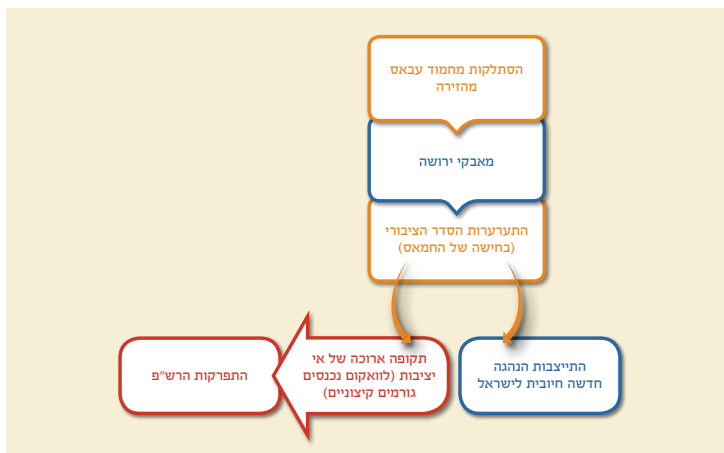 הסתלקות מחמוד עבאס
מהזירה
מאבקי ירושה
התערערות הסדר הציבורי
(בחישה של החמאס)
התייצבות הנהגה
חדשה חיובית לישראל
תקופה ארוכה של אי
יציבות (לוואקום נכנסים
גורמים קיצוניים)
התפרקות הרש"פ